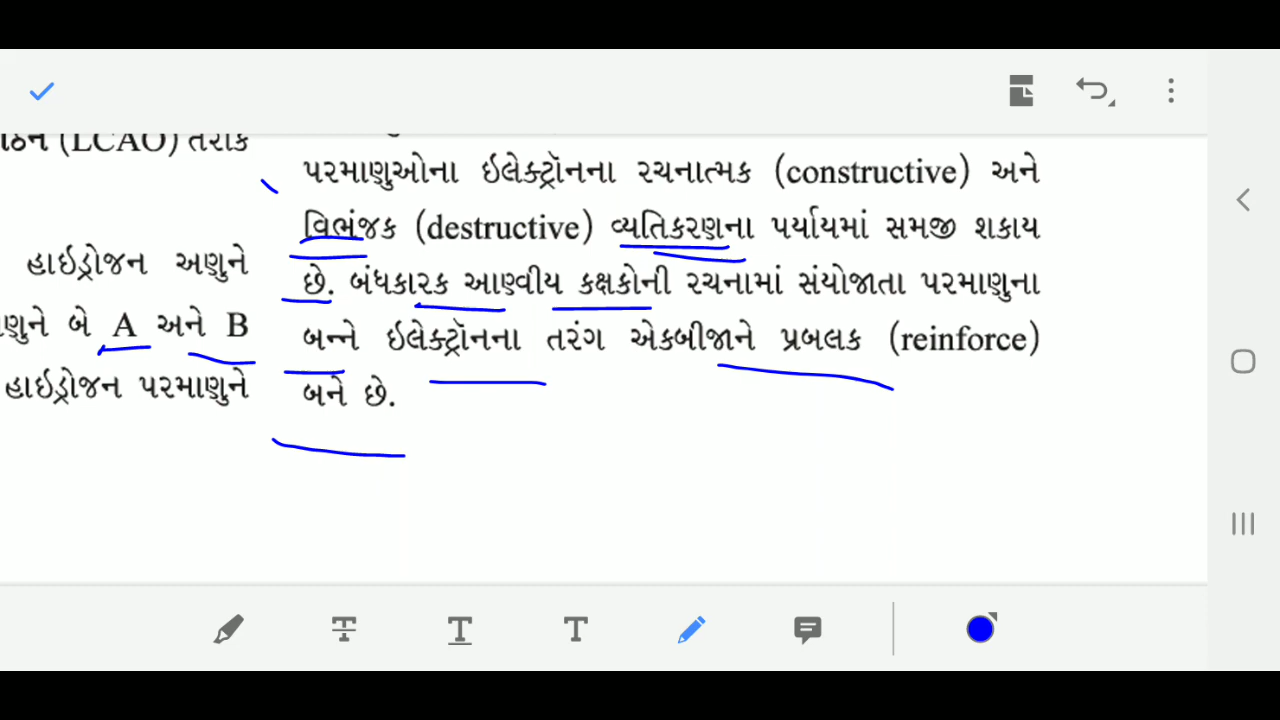 ઠન (LCAO) તરીકે
હાઇડ્રોજન અણુને
ણુને બે A અને B
હાઇડ્રોજન પરમાણુને
પરમાણુઓના ઇલેક્ટ્રૉનના રચનાત્મક (constructive) અને
વિભંજક (destructive) વ્યતિકરણના પર્યાયમાં સમજી શકાય
છે. બંધકારક આણ્વીય કક્ષકોની રચનામાં સંયોજાતા પરમાણુના
બન્ને ઇલેક્ટ્રૉનના તરંગ એકબીજાને પ્રબલક (reinforce)
બને છે.
T T T